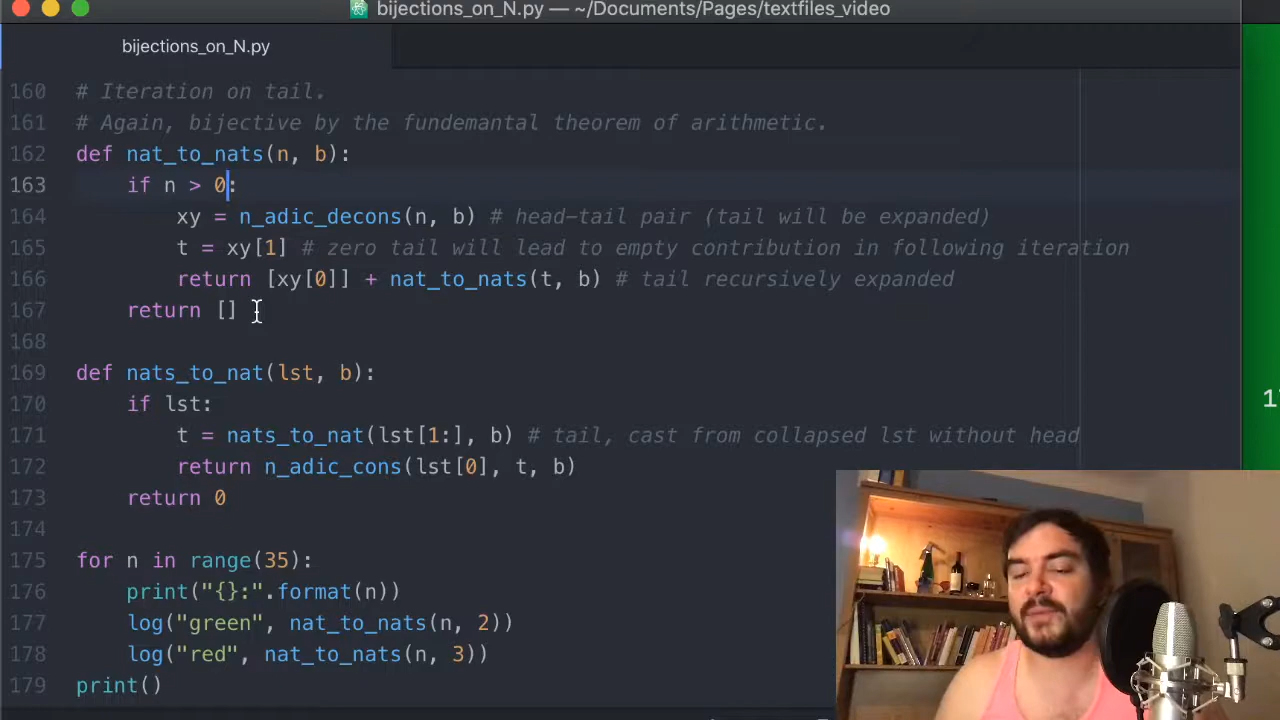 bijections_on_N.py — ~/Documents/Pages/textfiles_video
bijections_on_N.py
160 # Iteration on tail.
161 # Again, bijective by the fundemantal theorem of arithmetic.
162 def nat_to_nats(n, b):
163 if n > 0:
164 xy = n_adic_decons(n, b) # head-tail pair (tail will be expanded)
165 t = xy[1] # zero tail will lead to empty contribution in following iteration
166 return [xy[0]] + nat_to_nats(t, b) # tail recursively expanded
167 return []
168
169 def nats_to_nat(lst, b):
170 if lst:
171 t = nats_to_nat(lst[1:], b) # tail, cast from collapsed lst without head
172 return n_adic_cons(lst[0], t, b)
173 return 0
174
175 for n in range(35):
176 print("{}:".format(n))
177 log("green", nat_to_nats(n, 2))
178 log("red", nat_to_nats(n, 3))
179 print()